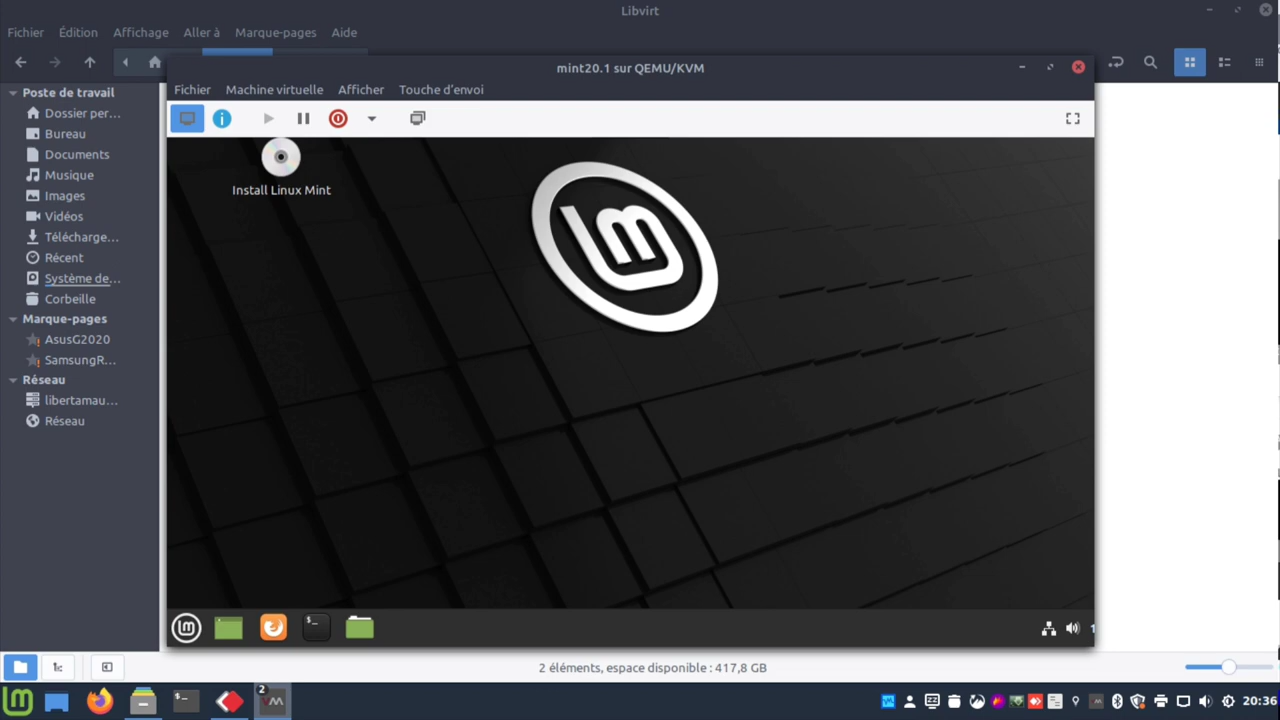 Libvirt
Fichier Édition Affichage Aller à Marque-pages Aide
mint20.1 sur QEMU/KVM
Fichier Machine virtuelle Afficher Touche d'envoi
Poste de travail
Dossier per...
Bureau
Documents
Musique
Images
Vidéos
Télécharge...
Récent
Système de...
Corbeille
Marque-pages
AsusG2020
SamsungR...
Réseau
libertamau...
Réseau
Install Linux Mint
2 éléments, espace disponible : 417,8 GB
2
20:36